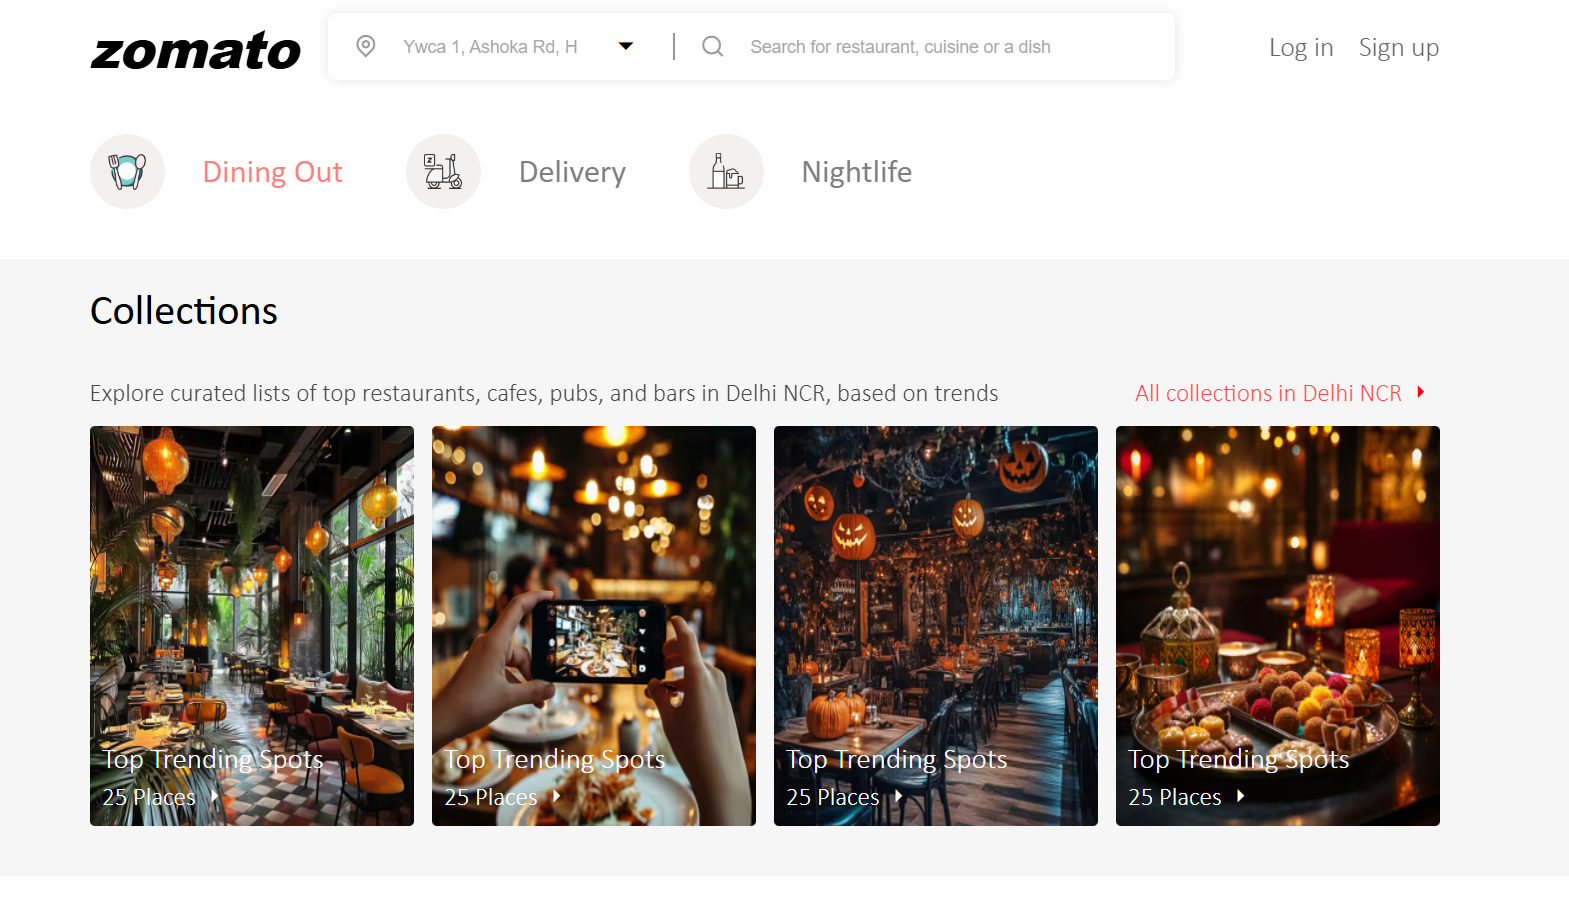 zomato
Ywca 1, Ashoka Rd, H
Search for restaurant, cuisine or a dish
Log in
Sign up
Dining Out
Z
Delivery
Nightlife
Collections
Explore curated lists of top restaurants, cafes, pubs, and bars in Delhi NCR, based on trends
All collections in Delhi NCR
Top Trending Spots
25 Places
Top Trending Spots
25 Places
Top Trending Spots
25 Places
Top Trending Spots
25 Places